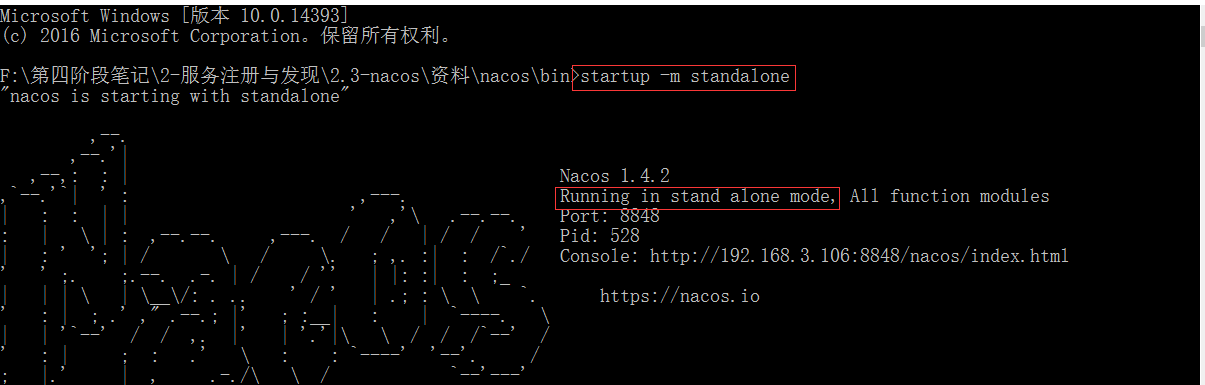 Microsoft Windows [版本 10.0.14393]
(c) 2016 Microsoft Corporation。保留所有权利。
F:\第四阶段笔记\2-服务注册与发现\2.3-nacos\资料\nacos\bin>startup -m standalone
"nacos is starting with standalone"
Nacos 1.4.2
Running in stand alone mode, All function modules
Port: 8848
Pid: 528
Console: http://192.168.3.106:8848/nacos/index.html
https://nacos.io